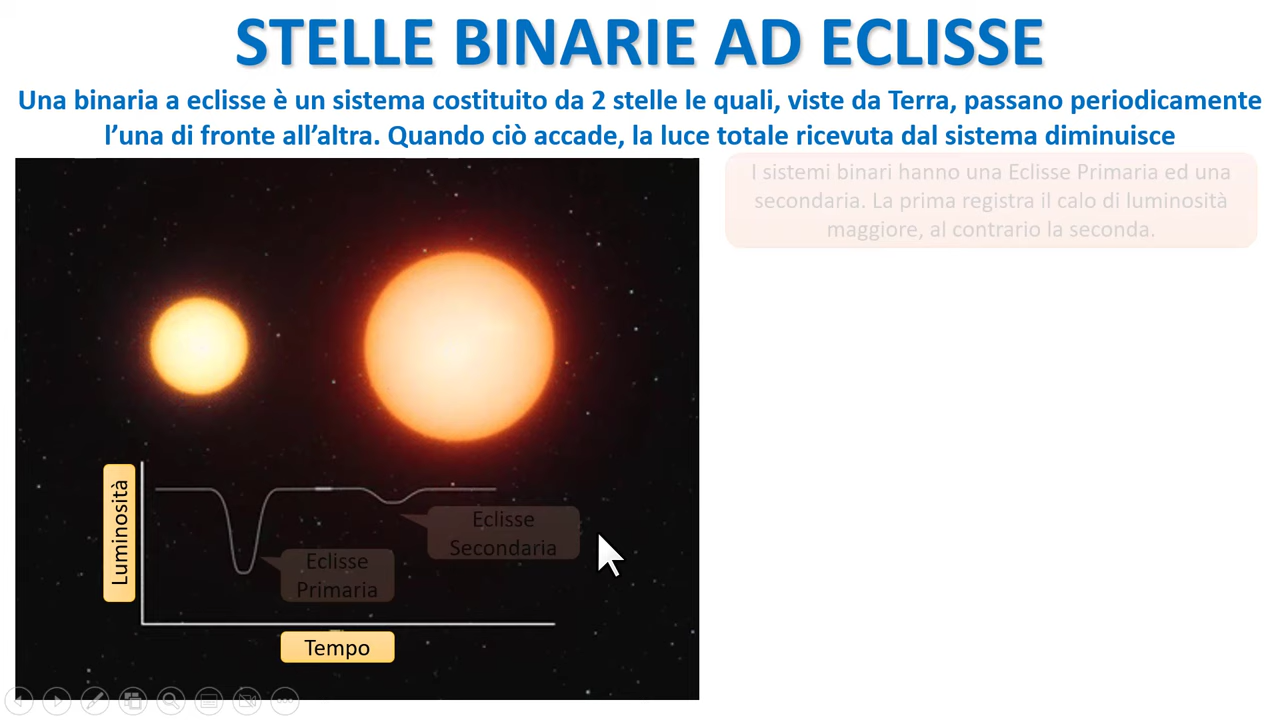 STELLE BINARIE AD ECLISSE
Una binaria a eclisse è un sistema costituito da 2 stelle le quali, viste da Terra, passano periodicamente
l’una di fronte all’altra. Quando ciò accade, la luce totale ricevuta dal sistema diminuisce
I sistemi binari hanno una Eclisse Primaria ed una
secondaria. La prima registra il calo di luminosità
maggiore, al contrario la seconda.
Luminosità
Eclisse
Secondaria
Eclisse
Primaria
Tempo